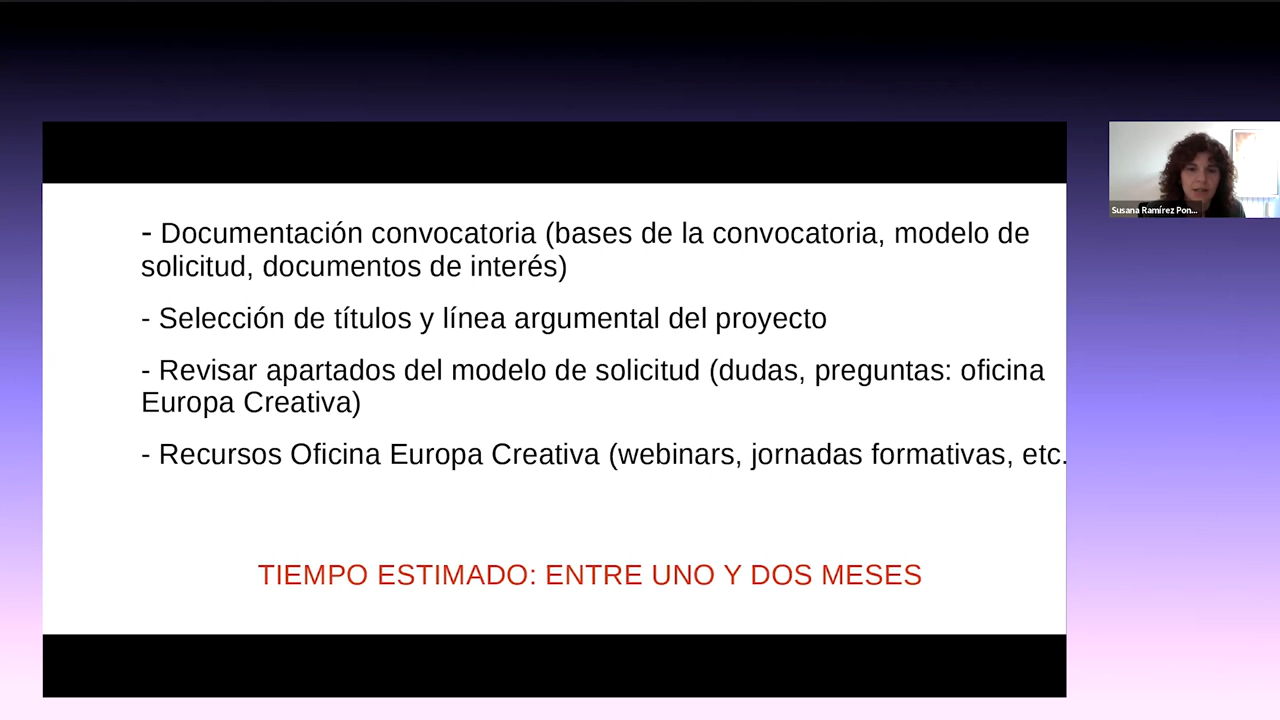 - Documentación convocatoria (bases de la convocatoria, modelo de
solicitud, documentos de interés)
- Selección de títulos y línea argumental del proyecto
- Revisar apartados del modelo de solicitud (dudas, preguntas: oficina
Europa Creativa)
- Recursos Oficina Europa Creativa (webinars, jornadas formativas, etc.
TIEMPO ESTIMADO: ENTRE UNO Y DOS MESES
Susana Ramírez Pon...